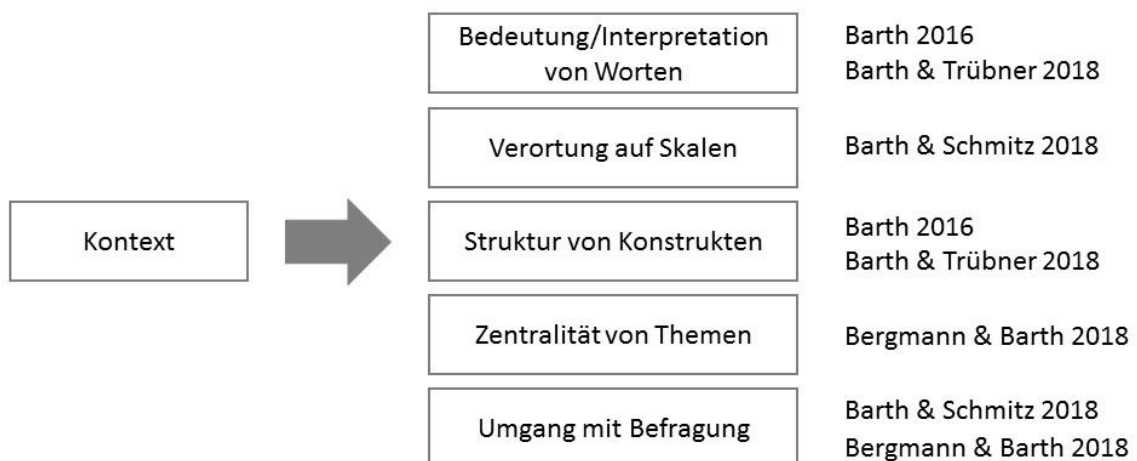 Bedeutung/Interpretation
von Worten
Barth 2016
Barth & Trübner 2018
Verortung auf Skalen
Barth & Schmitz 2018
Kontext
Struktur von Konstrukten
Barth 2016
Barth & Trübner 2018
Zentralität von Themen
Bergmann & Barth 2018
Umgang mit Befragung
Barth & Schmitz 2018
Bergmann & Barth 2018